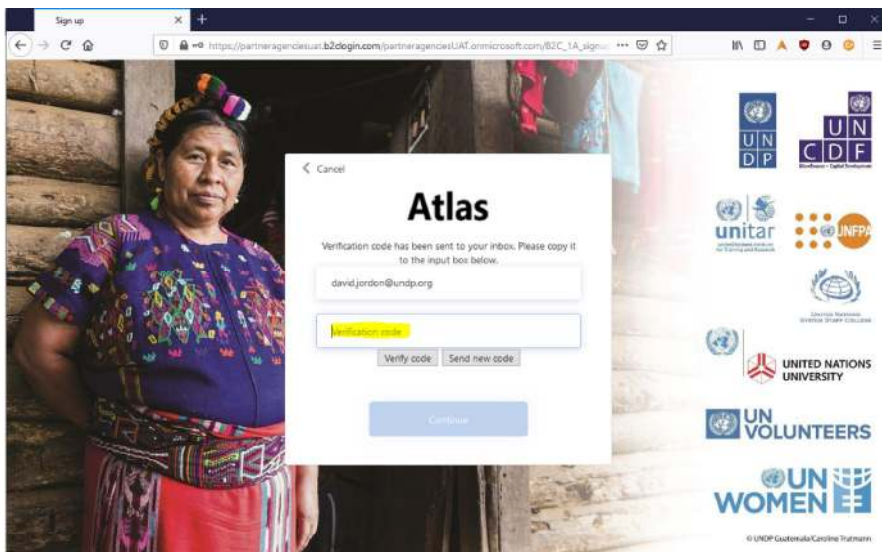 Sign up
https://partneragenciesuat.b2clogin.com/partneragenciesUAT.onmicrosoft.com/B2C_1A_signu
Cancel
Atlas
Verification code has been sent to your inbox. Please copy it
to the input box below.
david.jordon@undp.org
Verification code
Verify code
Send new code
Continue
UN
DP
UN
CDF
unitar
UNFPA
UNITED NATIONS
UNIVERSITY
UN
VOLUNTEERS
UN
WOMEN
© UNDP Guatemala/Caroline Trutmann